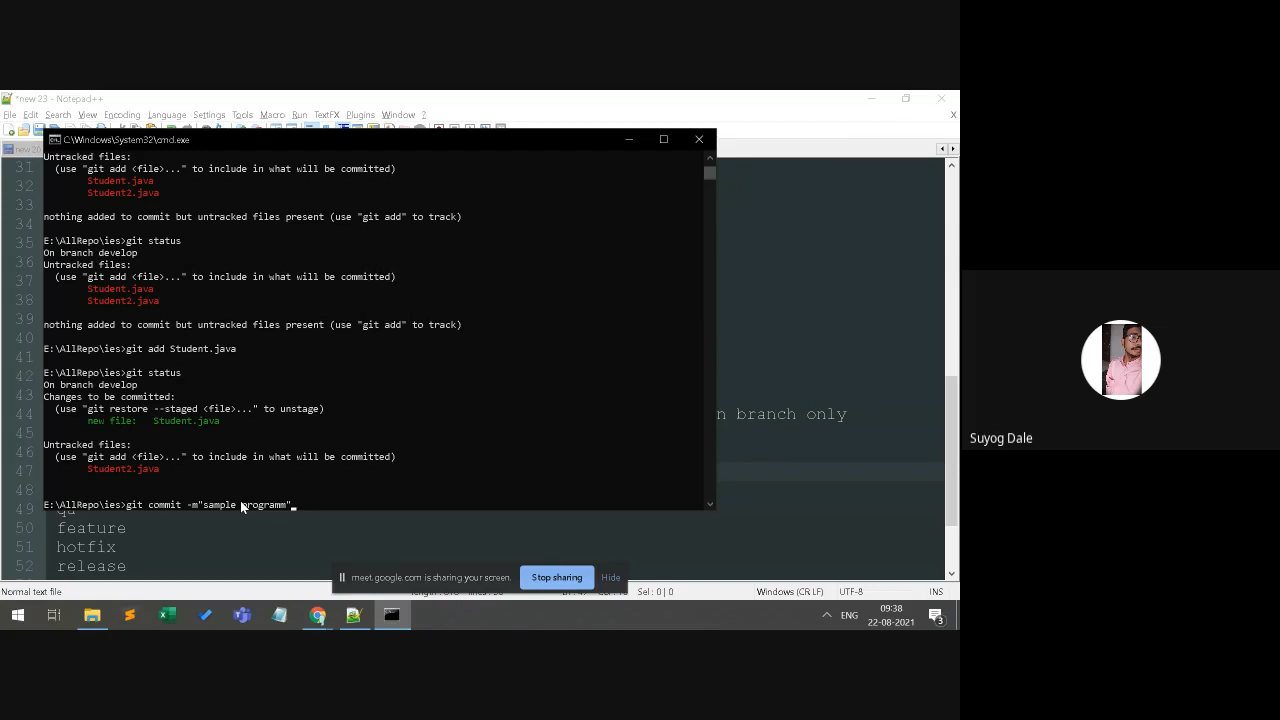 *new 23 - Notepad++
File Edit Search View Encoding Language Settings Tools Macro Run TextFX Plugins Window ?
X
new 20
C:\Windows\System32\cmd.exe
31
32
33
34
35
36
37
38
39
40
41
42
43
44
45
46
47
48
49
50
51
52
Untracked files:
(use "git add <file>..." to include in what will be committed)
Student.java
Student2.java
nothing added to commit but untracked files present (use "git add" to track)
E:\AllRepo\ies>git status
On branch develop
Untracked files:
(use "git add <file>..." to include in what will be committed)
Student.java
Student2.java
nothing added to commit but untracked files present (use "git add" to track)
E:\AllRepo\ies>git add Student.java
E:\AllRepo\ies>git status
On branch develop
Changes to be committed:
(use "git restore --staged <file>..." to unstage)
new file: Student.java
Untracked files:
(use "git add <file>..." to include in what will be committed)
Student2.java
E:\AllRepo\ies>git commit -m"sample programm"
n branch only
feature
hotfix
release
meet.google.com is sharing your screen. Stop sharing Hide
Normal text file
Sel : 0 | 0 Windows (CR LF) UTF-8 INS
ENG
09:38
22-08-2021
3
Suyog Dale